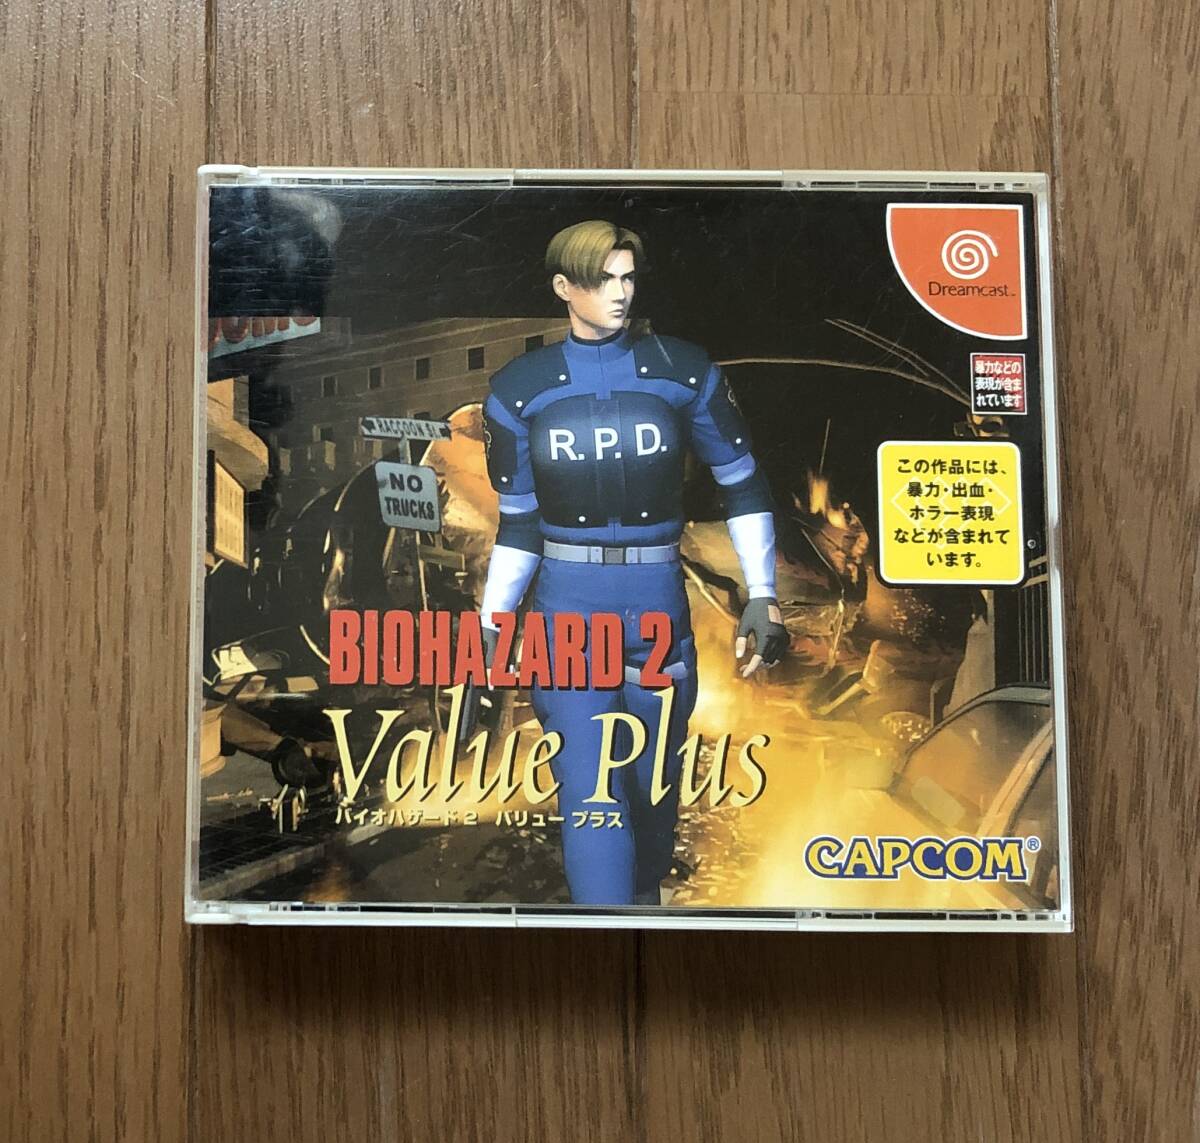 Dreamcast™
暴力などの
表現が含ま
れています
この作品には、
暴力・出血・
ホラー表現
などが含まれて
います。
RACCOON St.
NO
TRUCKS
R.P.D.
BIOHAZARD 2
Value Plus
バイオハザード2 バリュー プラス
CAPCOM®